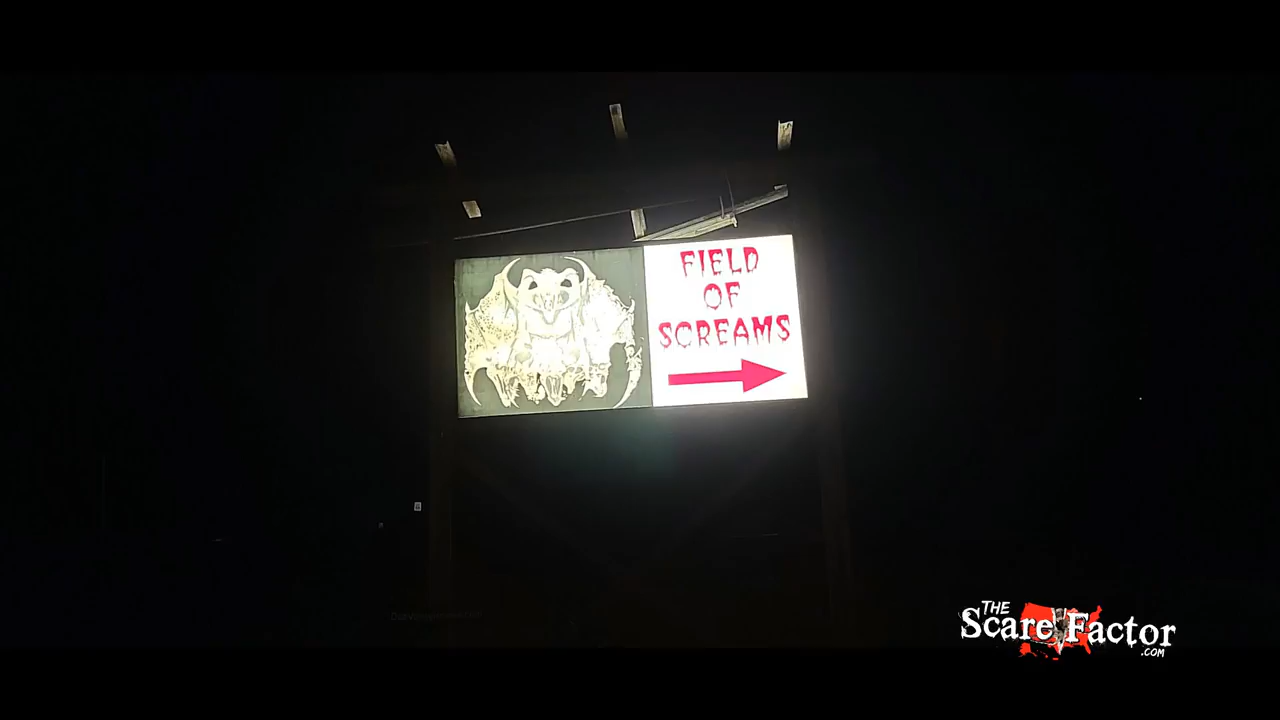 FIELD
OF
SCREAMS
THE
Scare Factor
.COM